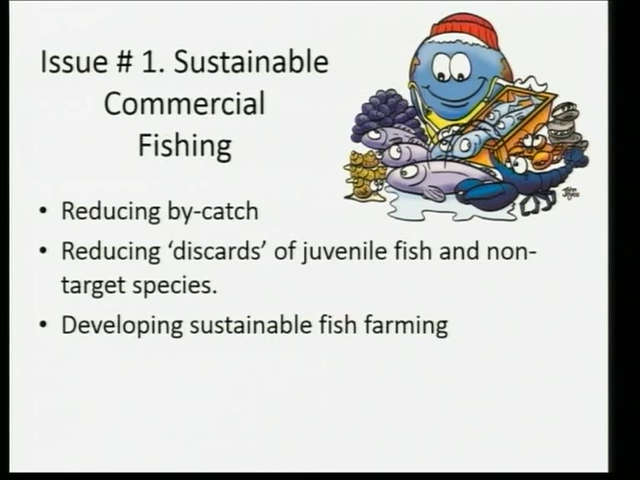 Issue # 1. Sustainable
Commercial
Fishing
• Reducing by-catch
• Reducing ‘discards’ of juvenile fish and non-
target species.
• Developing sustainable fish farming